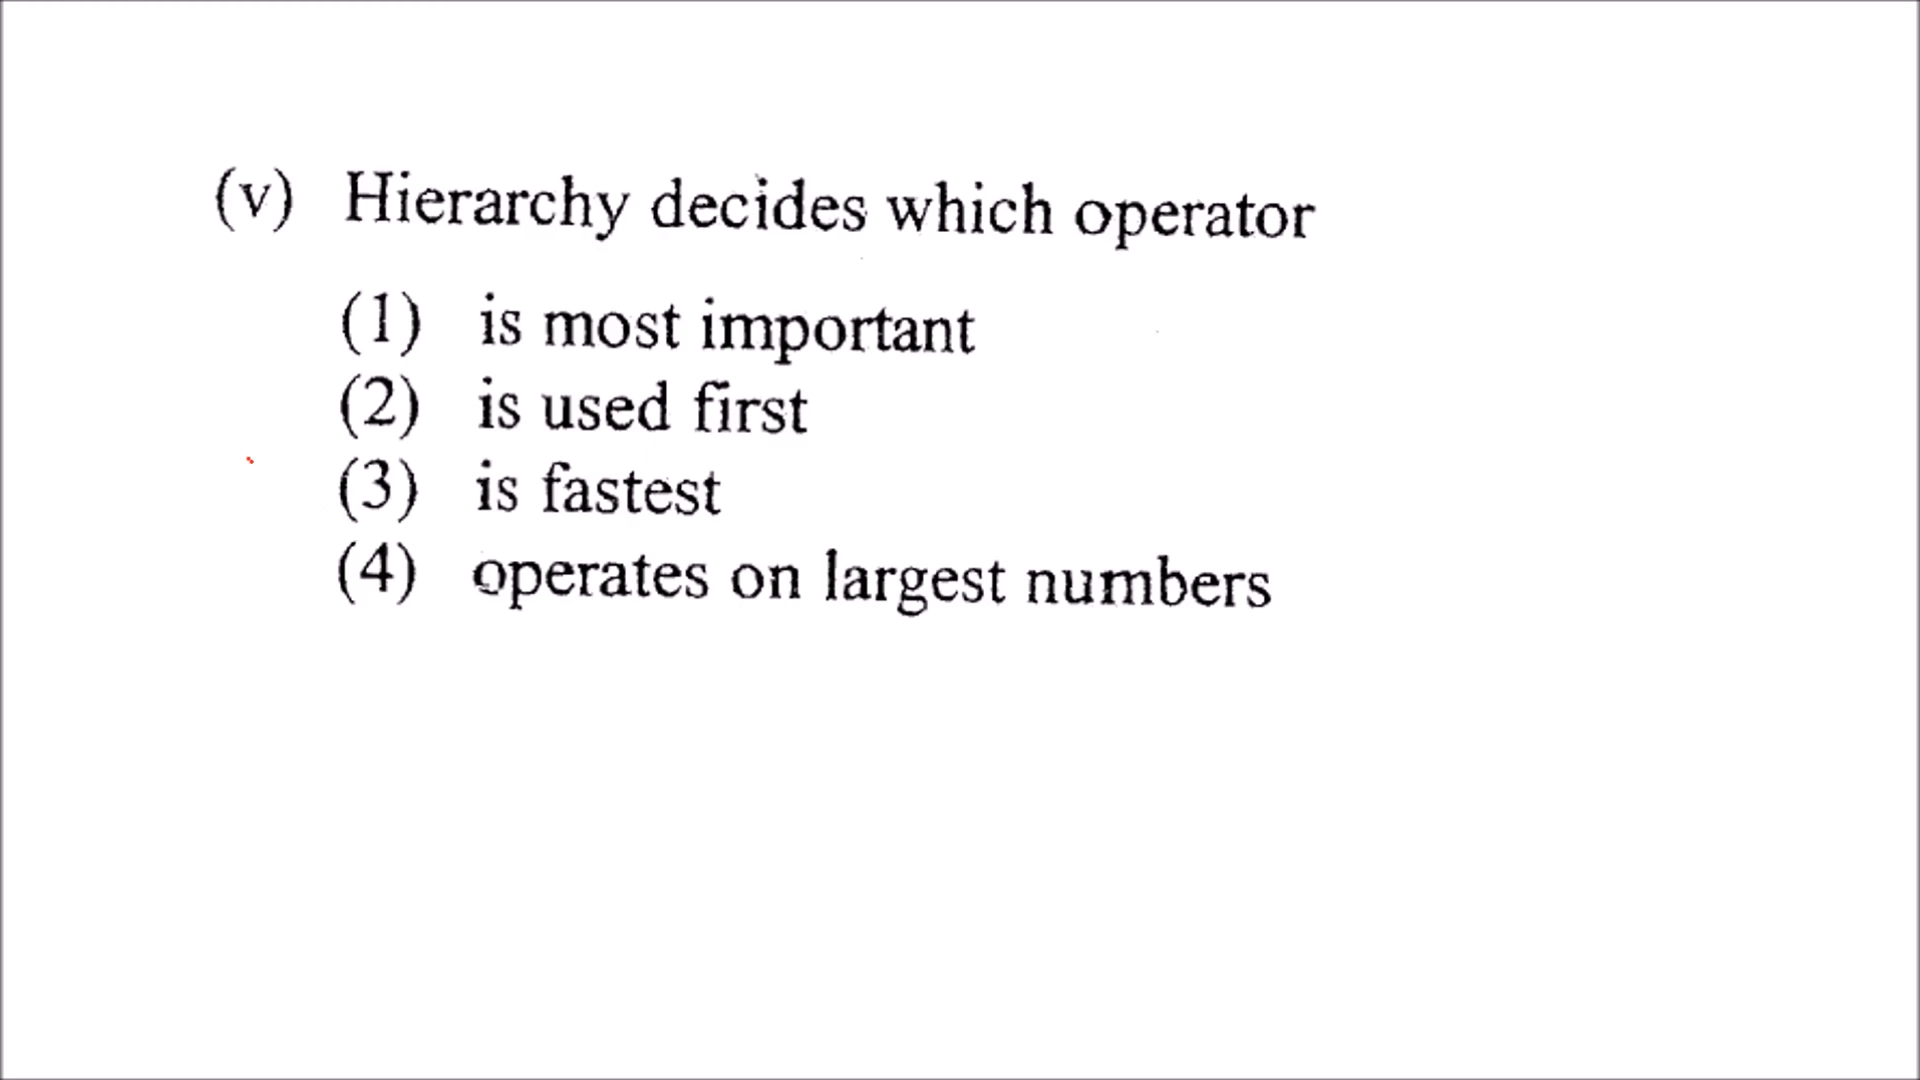 (v) Hierarchy decides which operator
(1) is most important
(2) is used first
(3) is fastest
(4) operates on largest numbers